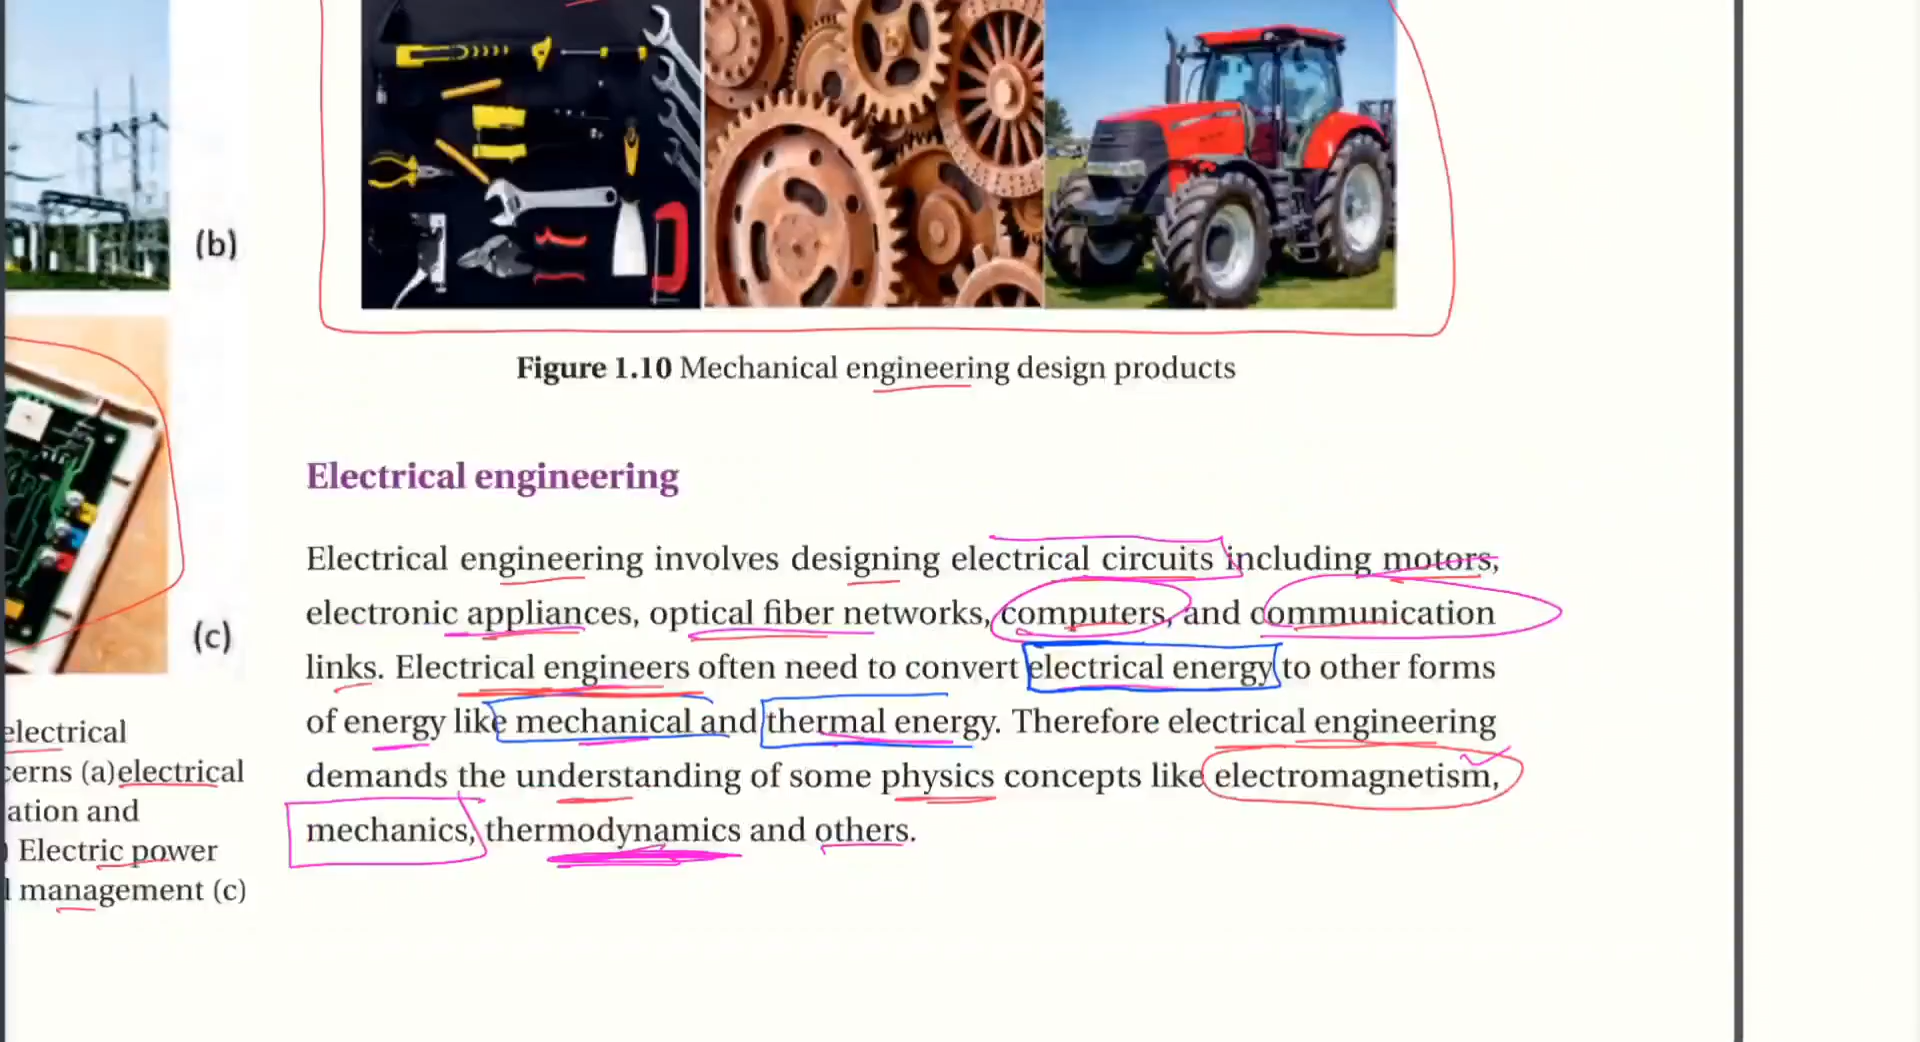 (b)
(c)
electrical
cerns (a)electrical
ation and
Electric power
management (c)
Figure 1.10 Mechanical engineering design products
Electrical engineering
Electrical engineering involves designing electrical circuits including motors,
electronic appliances, optical fiber networks, computers, and communication
links. Electrical engineers often need to convert electrical energy to other forms
of energy like mechanical and thermal energy. Therefore electrical engineering
demands the understanding of some physics concepts like electromagnetism,
mechanics, thermodynamics and others.